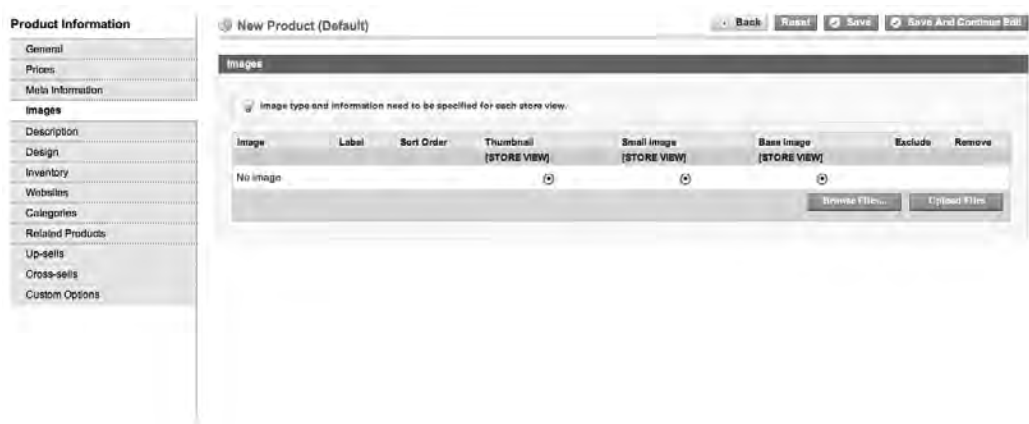 Product Information
General
Prices
Meta Information
Images
Description
Design
Inventory
Websites
Categories
Related Products
Up-sells
Cross-sells
Custom Options
New Product (Default)
Back Reset Save Save And Continue Edit
Images
Image type and information need to be specified for each store view.
Image Label Sort Order Thumbnail Small Image Base Image Exclude Remove
[STORE VIEW] [STORE VIEW] [STORE VIEW]
No image
Browse Files... Upload Files